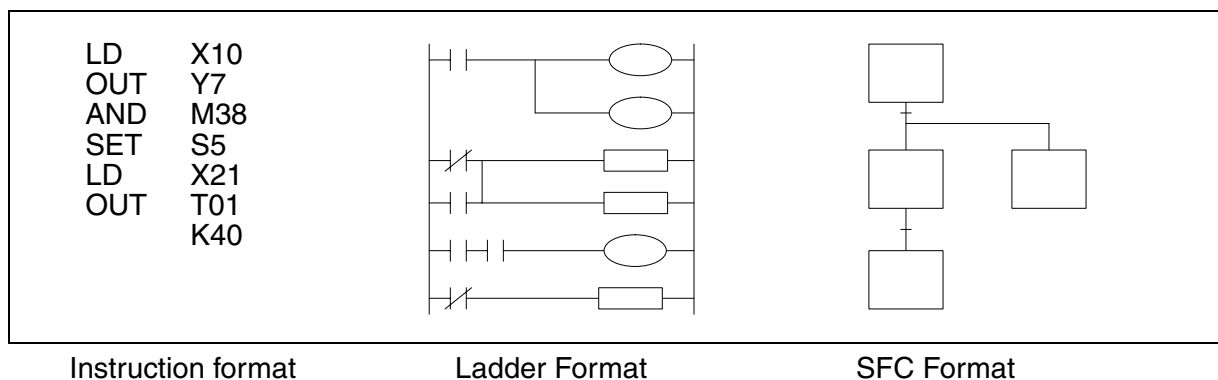 LD X10
OUT Y7
AND M38
SET S5
LD X21
OUT T01
K40
Instruction format Ladder Format SFC Format